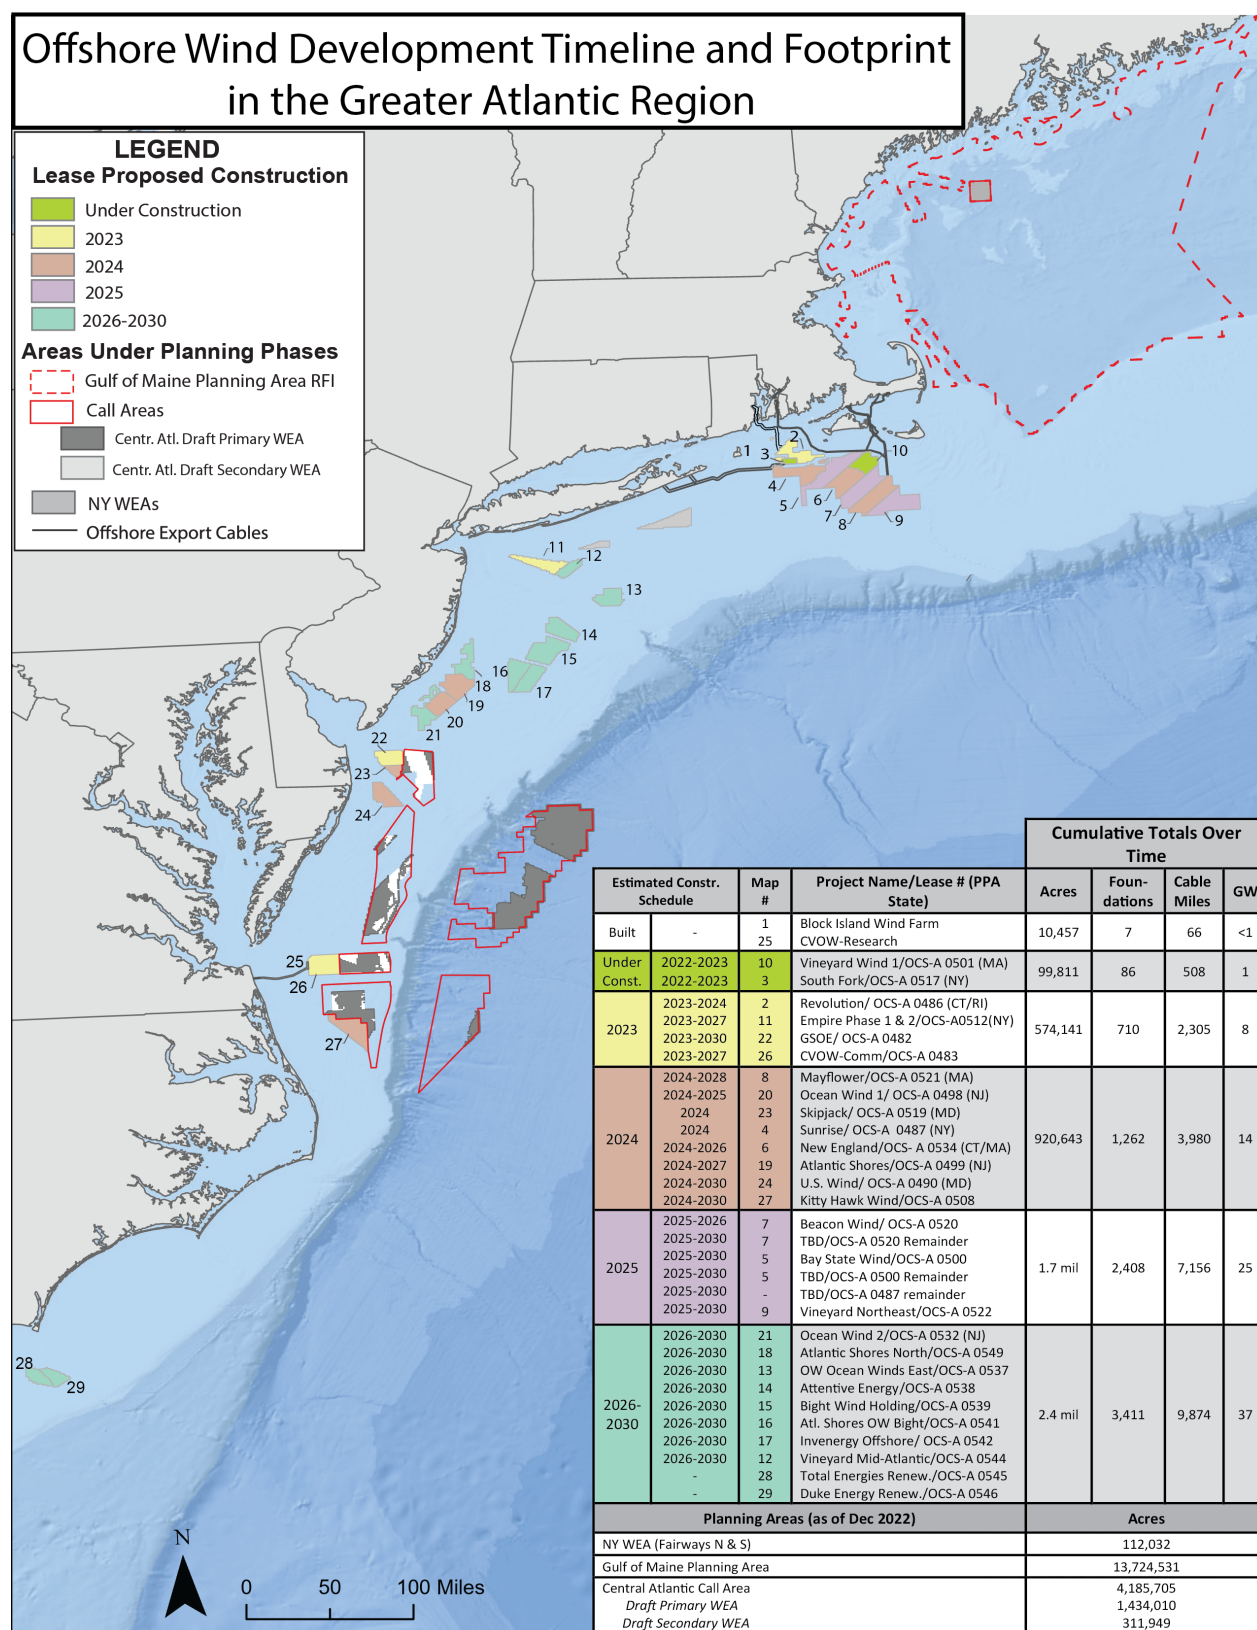 Offshore Wind Development Timeline and Footprint
in the Greater Atlantic Region
LEGEND
Lease Proposed Construction
Under Construction
2023
2024
2025
2026-2030
Areas Under Planning Phases
Gulf of Maine Planning Area RFI
Call Areas
Centr. Atl. Draft Primary WEA
Centr. Atl. Draft Secondary WEA
NY WEAs
Offshore Export Cables
1
2
3
4
5
6
7
8
9
10
11
12
13
14
15
16
17
18
19
20
21
22
23
24
25
26
27
28
29
N
0 50 100 Miles
Cumulative Totals Over
Time
Estimated Constr. Schedule Map # Project Name/Lease # (PPA State) Acres Foun- dations Cable Miles GW
Built - 1 Block Island Wind Farm 10,457 7 66 <1
25 CVOW-Research
Under Const. 2022-2023 10 Vineyard Wind 1/OCS-A 0501 (MA) 99,811 86 508 1
2022-2023 3 South Fork/OCS-A 0517 (NY)
2023 2023-2024 2 Revolution/ OCS-A 0486 (CT/RI) 574,141 710 2,305 8
2023-2027 11 Empire Phase 1 & 2/OCS-A0512(NY)
2023-2030 22 GSOE/ OCS-A 0482
2023-2027 26 CVOW-Comm/OCS-A 0483
2024 2024-2028 8 Mayflower/OCS-A 0521 (MA) 920,643 1,262 3,980 14
2024-2025 20 Ocean Wind 1/ OCS-A 0498 (NJ)
2024 23 Skipjack/ OCS-A 0519 (MD)
2024 4 Sunrise/ OCS-A 0487 (NY)
2024-2026 6 New England/OCS- A 0534 (CT/MA)
2024-2027 19 Atlantic Shores/OCS-A 0499 (NJ)
2024-2030 24 U.S. Wind/ OCS-A 0490 (MD)
2024-2030 27 Kitty Hawk Wind/OCS-A 0508
2025 2025-2026 7 Beacon Wind/ OCS-A 0520 1.7 mil 2,408 7,156 25
2025-2030 7 TBD/OCS-A 0520 Remainder
2025-2030 5 Bay State Wind/OCS-A 0500
2025-2030 5 TBD/OCS-A 0500 Remainder
2025-2030 - TBD/OCS-A 0487 remainder
2025-2030 9 Vineyard Northeast/OCS-A 0522
2026- 2030 2026-2030 21 Ocean Wind 2/OCS-A 0532 (NJ) 2.4 mil 3,411 9,874 37
2026-2030 18 Atlantic Shores North/OCS-A 0549
2026-2030 13 OW Ocean Winds East/OCS-A 0537
2026-2030 14 Attentive Energy/OCS-A 0538
2026-2030 15 Bight Wind Holding/OCS-A 0539
2026-2030 16 Atl. Shores OW Bight/OCS-A 0541
2026-2030 17 Invenergy Offshore/ OCS-A 0542
2026-2030 12 Vineyard Mid-Atlantic/OCS-A 0544
- 28 Total Energies Renew./OCS-A 0545
- 29 Duke Energy Renew./OCS-A 0546
Planning Areas (as of Dec 2022) Acres
NY WEA (Fairways N & S) 112,032
Gulf of Maine Planning Area 13,724,531
Central Atlantic Call Area 4,185,705
Draft Primary WEA 1,434,010
Draft Secondary WEA 311,949